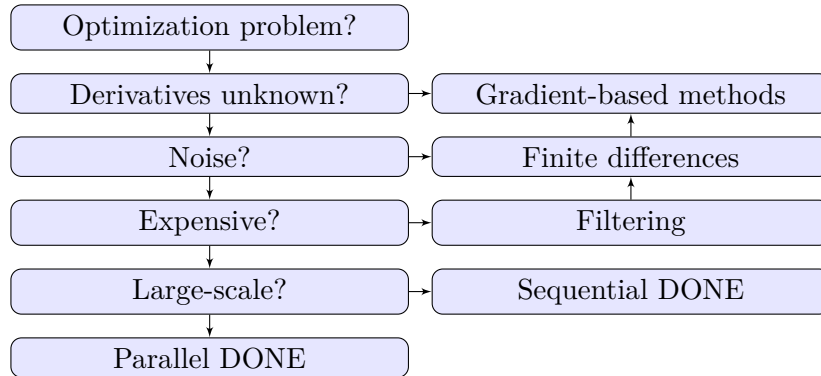 Optimization problem?
Derivatives unknown?
Gradient-based methods
Noise?
Finite differences
Expensive?
Filtering
Large-scale?
Sequential DONE
Parallel DONE